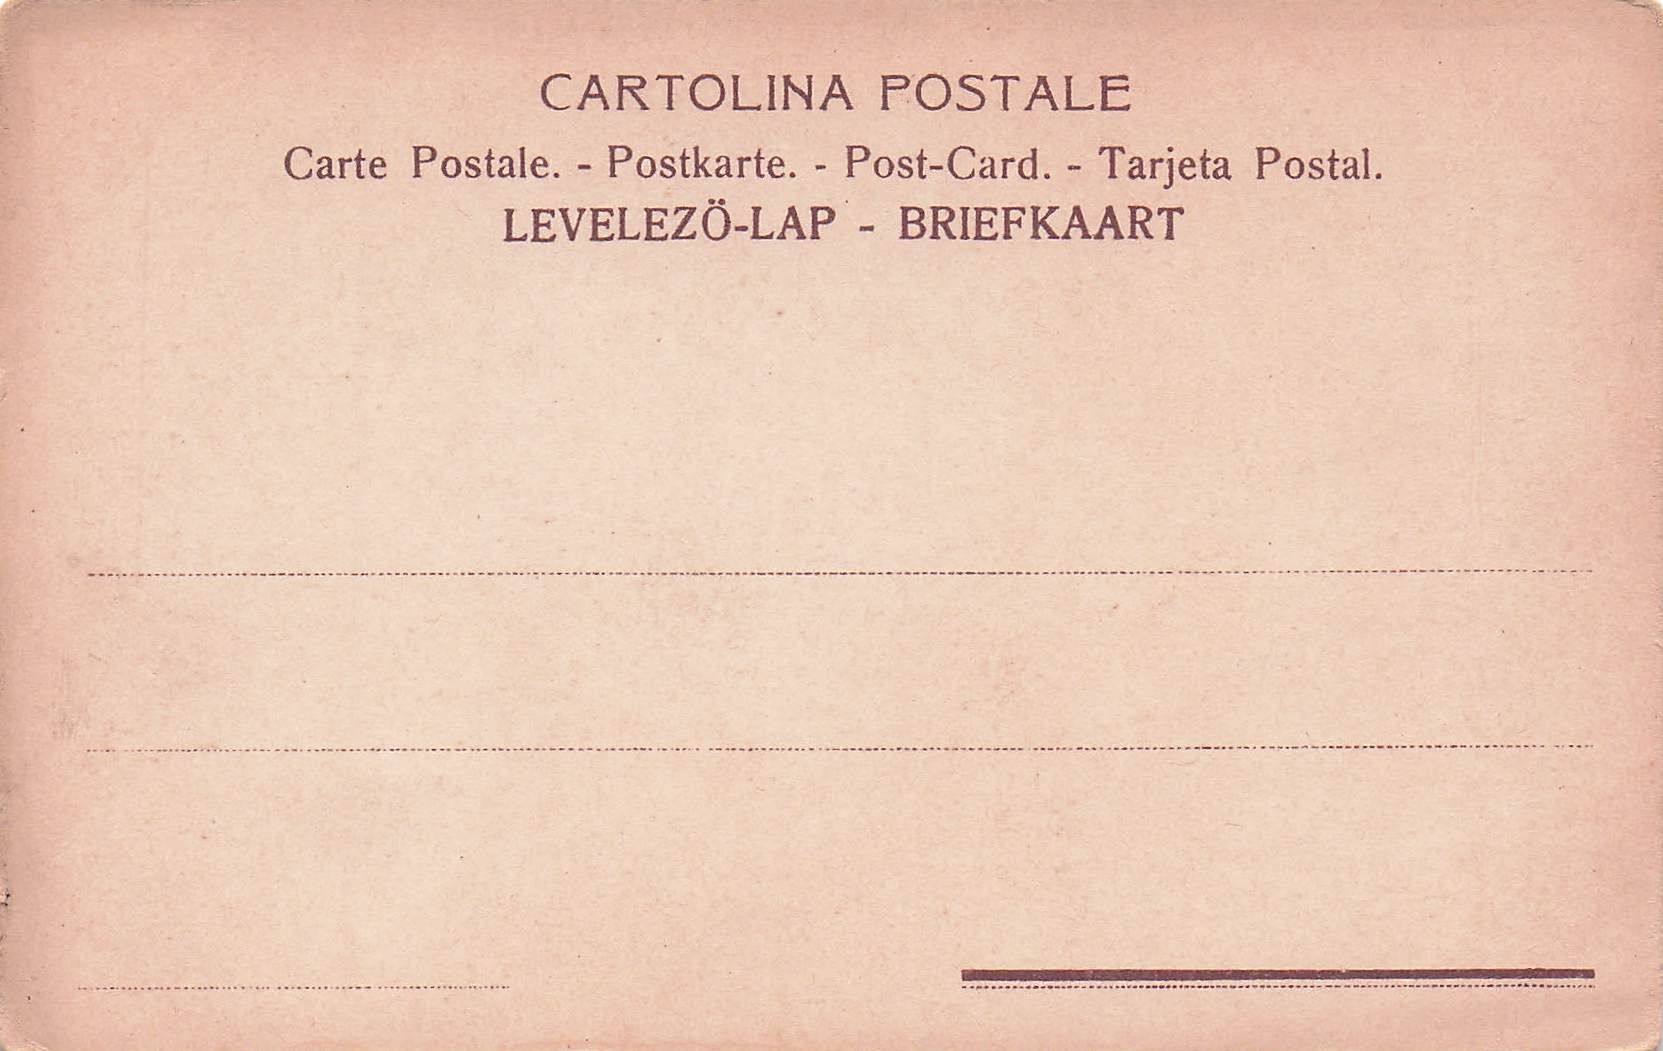 CARTOLINA POSTALE
Carte Postale. - Postkarte. - Post-Card. - Tarjeta Postal.
LEVELEZÖ-LAP - BRIEFKAART